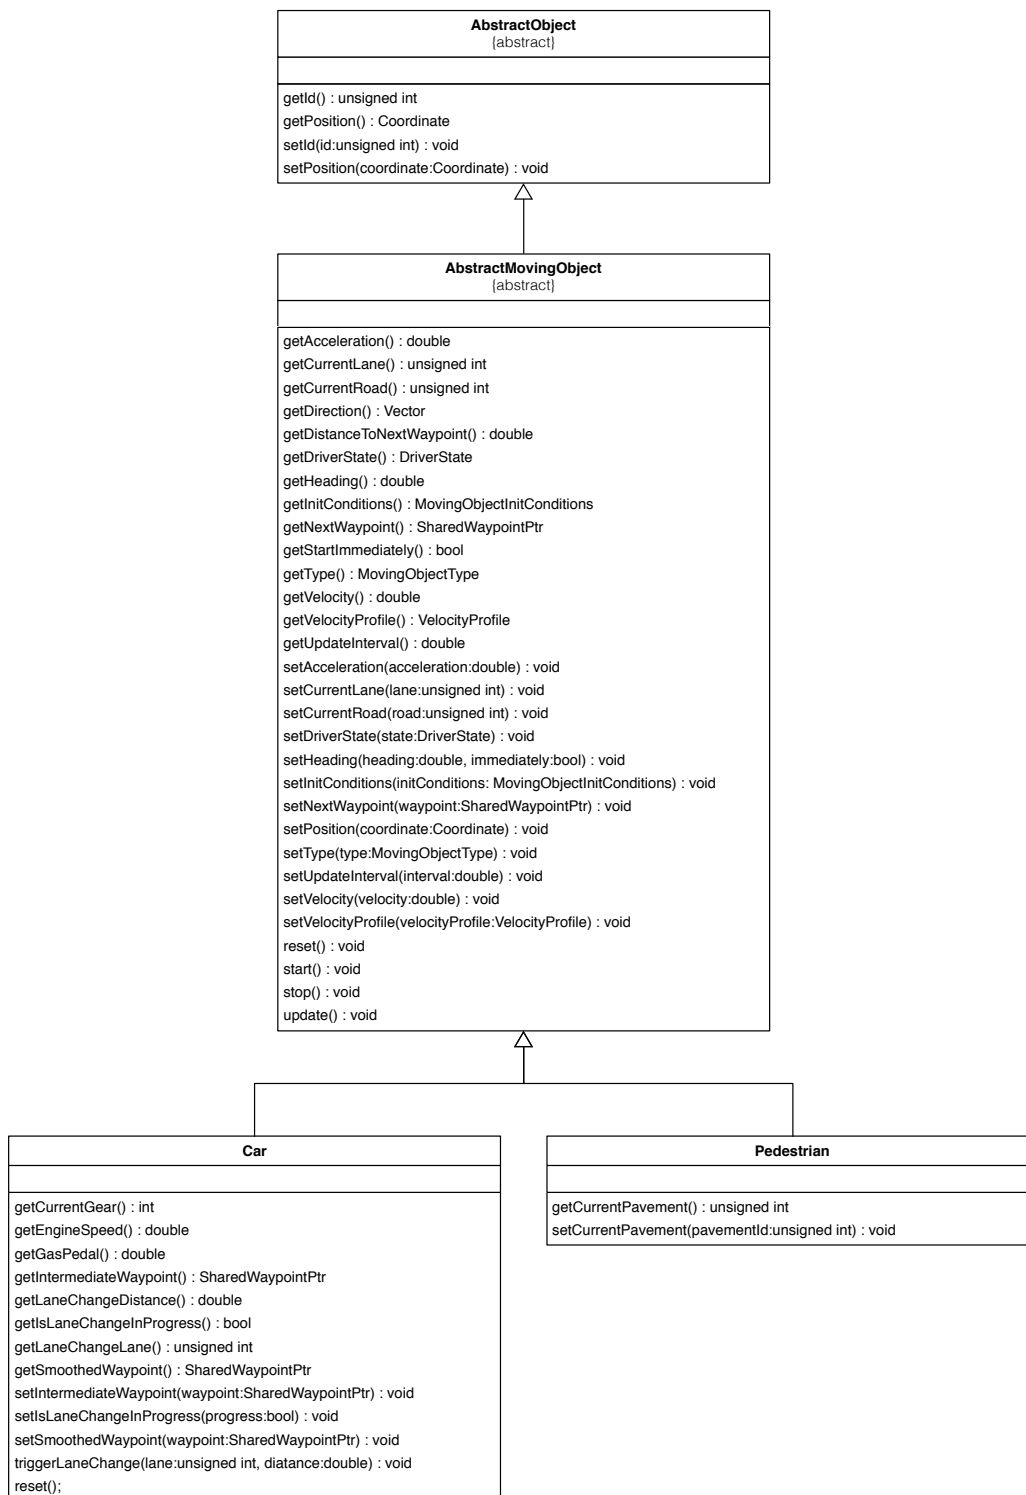 AbstractObject
{abstract}
getId() : unsigned int
getPosition() : Coordinate
setId(id:unsigned int) : void
setPosition(coordinate:Coordinate) : void
AbstractMovingObject
{abstract}
getAcceleration() : double
getCurrentLane() : unsigned int
getCurrentRoad() : unsigned int
getDirection() : Vector
getDistanceToNextWaypoint() : double
getDriverState() : DriverState
getHeading() : double
getInitConditions() : MovingObjectInitConditions
getNextWaypoint() : SharedWaypointPtr
getStartImmediately() : bool
getType() : MovingObjectType
getVelocity() : double
getVelocityProfile() : VelocityProfile
getUpdateInterval() : double
setAcceleration(acceleration:double) : void
setCurrentLane(lane:unsigned int) : void
setCurrentRoad(road:unsigned int) : void
setDriverState(state:DriverState) : void
setHeading(heading:double, immediately:bool) : void
setInitConditions(initConditions: MovingObjectInitConditions) : void
setNextWaypoint(waypoint:SharedWaypointPtr) : void
setPosition(coordinate:Coordinate) : void
setType(type:MovingObjectType) : void
setUpdateInterval(interval:double) : void
setVelocity(velocity:double) : void
setVelocityProfile(velocityProfile:VelocityProfile) : void
reset() : void
start() : void
stop() : void
update() : void
Car
getCurrentGear() : int
getEngineSpeed() : double
getGasPedal() : double
getIntermediateWaypoint() : SharedWaypointPtr
getLaneChangeDistance() : double
getIsLaneChangeInProgress() : bool
getLaneChangeLane() : unsigned int
getSmoothedWaypoint() : SharedWaypointPtr
setIntermediateWaypoint(waypoint:SharedWaypointPtr) : void
setIsLaneChangeInProgress(progress:bool) : void
setSmoothedWaypoint(waypoint:SharedWaypointPtr) : void
triggerLaneChange(lane:unsigned int, diatance:double) : void
reset();
Pedestrian
getCurrentPavement() : unsigned int
setCurrentPavement(pavementId:unsigned int) : void